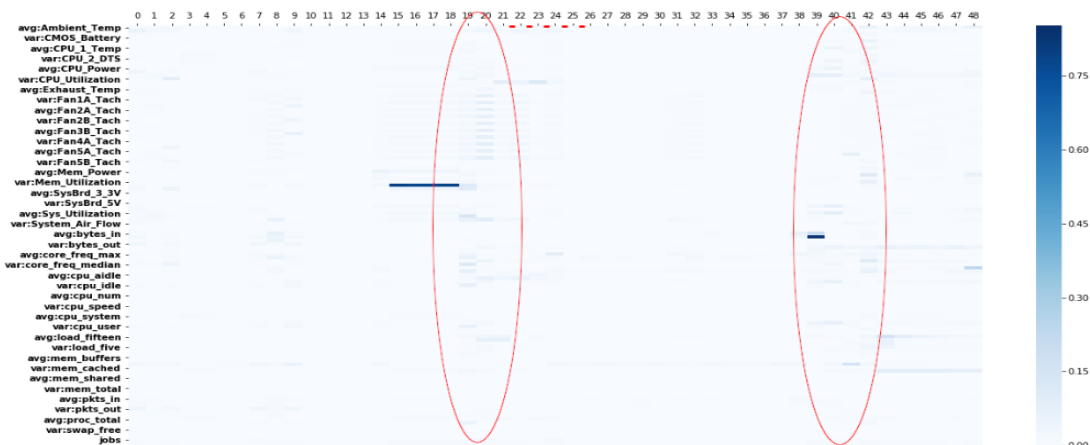 0 1 2 3 4 5 6 7 8 9 10 11 12 13 14 15 16 17 18 19 20 21 22 23 24 25 26 27 28 29 30 31 32 33 34 35 36 37 38 39 40 41 42 43 44 45 46 47 48
avg:Ambient_Temp
var:CMOS_Battery
avg:CPU_1_Temp
var:CPU_2_DTS
avg:CPU_Power
var:CPU_Utilization
avg:Exhaust_Temp
var:Fan1A_Tach
avg:Fan2A_Tach
var:Fan2B_Tach
avg:Fan3B_Tach
var:Fan4A_Tach
avg:Fan5A_Tach
var:Fan5B_Tach
avg:Mem_Power
var:Mem_Utilization
avg:SysBrd_3_3V
var:SysBrd_5V
avg:Sys_Utilization
var:System_Air_Flow
avg:bytes_in
var:bytes_out
avg:core_freq_max
var:core_freq_median
avg:cpu_aidle
var:cpu_idle
avg:cpu_num
var:cpu_speed
avg:cpu_system
var:cpu_user
avg:load_fifteen
var:load_five
avg:mem_buffers
var:mem_cached
avg:mem_shared
var:mem_total
avg:pkts_in
var:pkts_out
avg:proc_total
var:swap_free
jobs
0.75
0.60
0.45
0.30
0.15
0.00